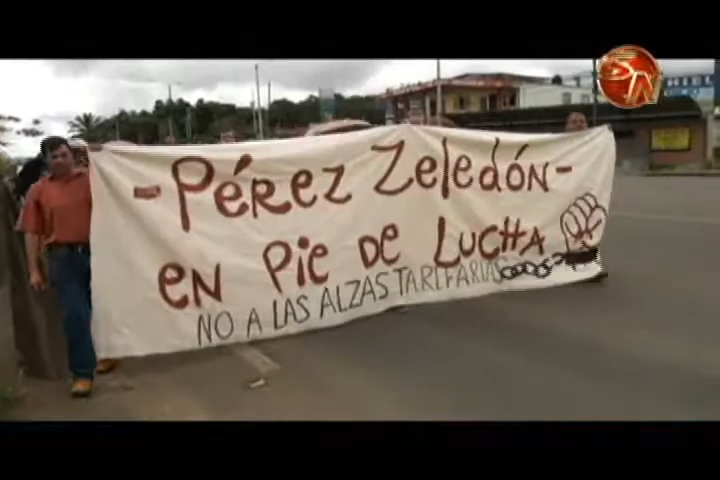 -Pérez Zeledón-
en Pie De LucHA
NO A LAS ALZAS TARIFARIAS